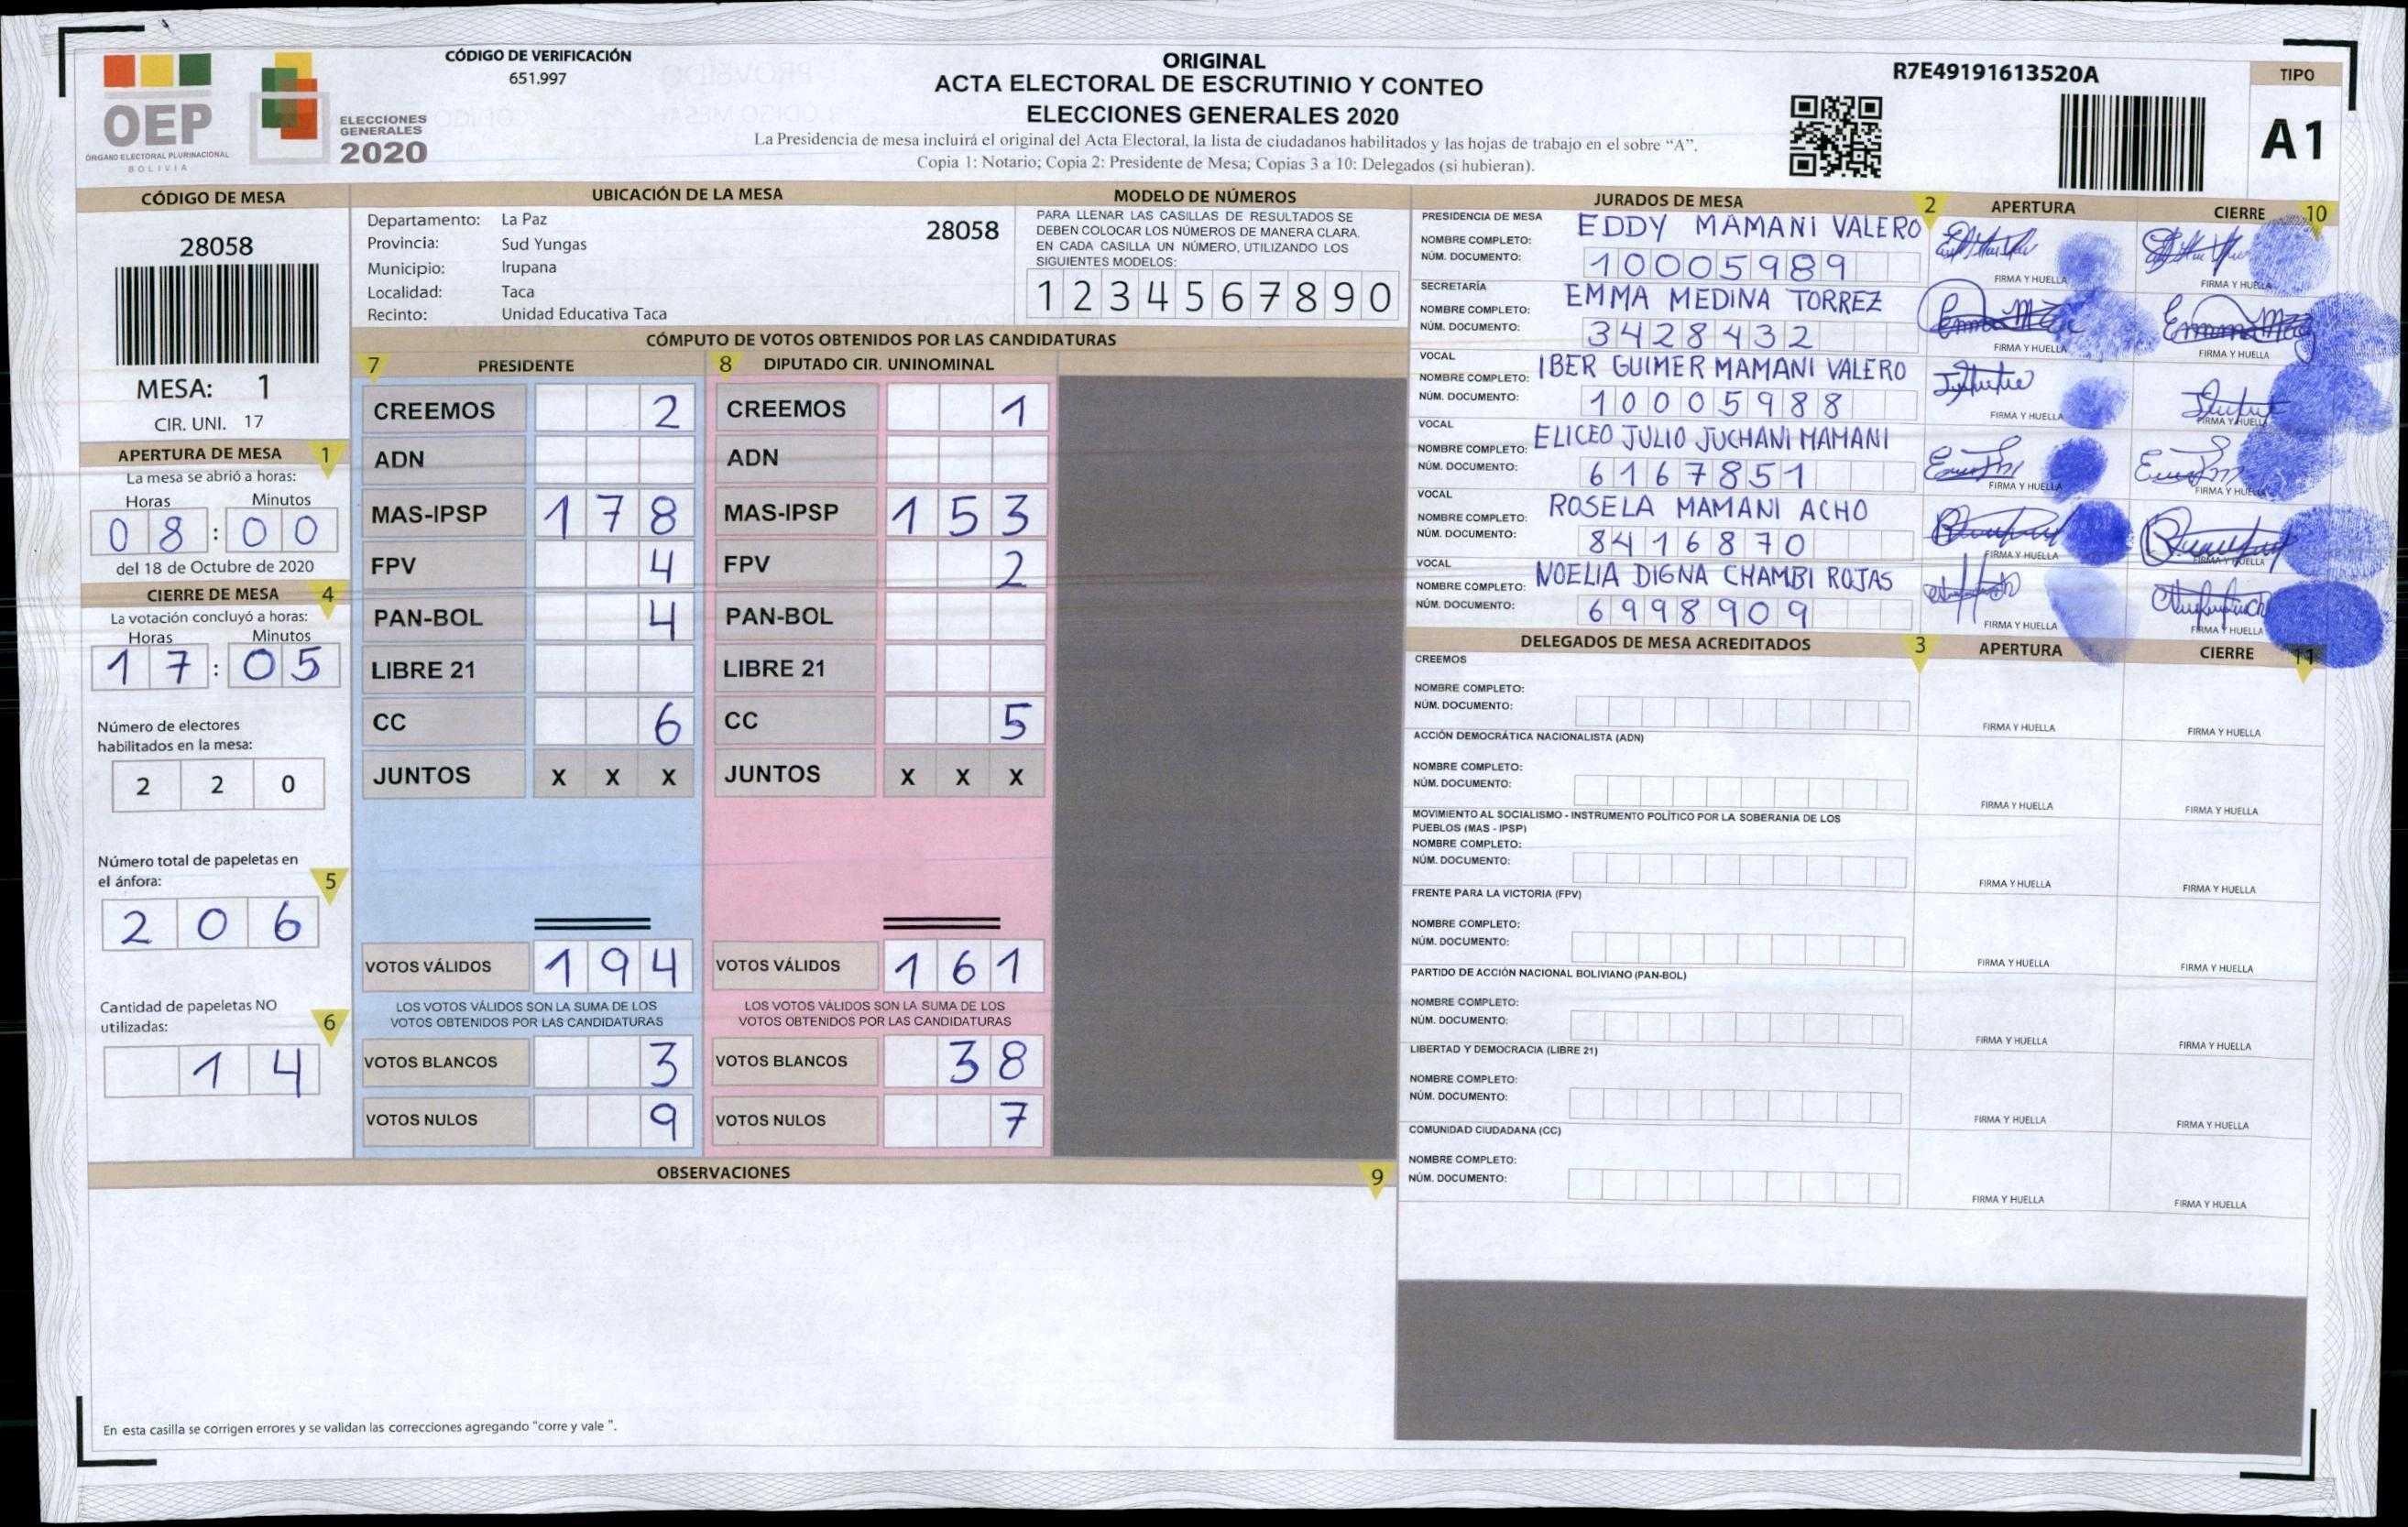 OEP
ÓRGANO ELECTORAL PLURINACIONAL
BOLIVIA
ELECCIONES
GENERALES
2020
CÓDIGO DE VERIFICACIÓN
651.997
ORIGINAL
ACTA ELECTORAL DE ESCRUTINIO Y CONTEO
ELECCIONES GENERALES 2020
La Presidencia de mesa incluirá el original del Acta Electoral, la lista de ciudadanos habilitados y las hojas de trabajo en el sobre “A”.
Copia 1: Notario; Copia 2: Presidente de Mesa; Copias 3 a 10: Delegados (si hubieran).
R7E49191613520A
TIPO
A1
CÓDIGO DE MESA
28058
MESA: 1
CIR. UNI. 17
APERTURA DE MESA 1
La mesa se abrió a horas:
Horas Minutos
08:00
del 18 de Octubre de 2020
CIERRE DE MESA 4
La votación concluyó a horas:
Horas Minutos
17:05
Número de electores
habilitados en la mesa:
2 2 0
Número total de papeletas en
el ánfora: 5
2 0 6
Cantidad de papeletas NO
utilizadas: 6
1 4
UBICACIÓN DE LA MESA
Departamento: La Paz
Provincia: Sud Yungas
Municipio: Irupana
Localidad: Taca
Recinto: Unidad Educativa Taca
28058
MODELO DE NÚMEROS
PARA LLENAR LAS CASILLAS DE RESULTADOS SE
DEBEN COLOCAR LOS NÚMEROS DE MANERA CLARA.
EN CADA CASILLA UN NÚMERO, UTILIZANDO LOS
SIGUIENTES MODELOS:
1 2 3 4 5 6 7 8 9 0
CÓMPUTO DE VOTOS OBTENIDOS POR LAS CANDIDATURAS
7 PRESIDENTE
CREEMOS 2
ADN
MAS-IPSP 1 7 8
FPV 4
PAN-BOL 4
LIBRE 21
CC 6
JUNTOS X X X
VOTOS VÁLIDOS 1 9 4
LOS VOTOS VÁLIDOS SON LA SUMA DE LOS
VOTOS OBTENIDOS POR LAS CANDIDATURAS
VOTOS BLANCOS 3
VOTOS NULOS 9
8 DIPUTADO CIR. UNINOMINAL
CREEMOS 1
ADN
MAS-IPSP 1 5 3
FPV 2
PAN-BOL
LIBRE 21
CC 5
JUNTOS X X X
VOTOS VÁLIDOS 1 6 1
LOS VOTOS VÁLIDOS SON LA SUMA DE LOS
VOTOS OBTENIDOS POR LAS CANDIDATURAS
VOTOS BLANCOS 3 8
VOTOS NULOS 7
OBSERVACIONES 9
En esta casilla se corrigen errores y se validan las correcciones agregando "corre y vale ".
JURADOS DE MESA 2 APERTURA CIERRE 10
PRESIDENCIA DE MESA
NOMBRE COMPLETO: EDDY MAMANI VALERO
NÚM. DOCUMENTO: 10005989
FIRMA Y HUELLA FIRMA Y HUELLA
SECRETARÍA
NOMBRE COMPLETO: EMMA MEDINA TORREZ
NÚM. DOCUMENTO: 3428432
FIRMA Y HUELLA FIRMA Y HUELLA
VOCAL
NOMBRE COMPLETO: IBER GUIMER MAMANI VALERO
NÚM. DOCUMENTO: 10005988
FIRMA Y HUELLA FIRMA Y HUELLA
VOCAL
NOMBRE COMPLETO: ELICEO JULIO JUCHANI MAMANI
NÚM. DOCUMENTO: 6167851
FIRMA Y HUELLA FIRMA Y HUELLA
VOCAL
NOMBRE COMPLETO: ROSELA MAMANI ACHO
NÚM. DOCUMENTO: 8416870
FIRMA Y HUELLA FIRMA Y HUELLA
VOCAL
NOMBRE COMPLETO: NOELIA DIGNA CHAMBI ROJAS
NÚM. DOCUMENTO: 6998909
FIRMA Y HUELLA FIRMA Y HUELLA
DELEGADOS DE MESA ACREDITADOS 3 APERTURA CIERRE 11
CREEMOS
NOMBRE COMPLETO:
NÚM. DOCUMENTO:
FIRMA Y HUELLA FIRMA Y HUELLA
ACCIÓN DEMOCRÁTICA NACIONALISTA (ADN)
NOMBRE COMPLETO:
NÚM. DOCUMENTO:
FIRMA Y HUELLA FIRMA Y HUELLA
MOVIMIENTO AL SOCIALISMO - INSTRUMENTO POLÍTICO POR LA SOBERANIA DE LOS
PUEBLOS (MAS - IPSP)
NOMBRE COMPLETO:
NÚM. DOCUMENTO:
FIRMA Y HUELLA FIRMA Y HUELLA
FRENTE PARA LA VICTORIA (FPV)
NOMBRE COMPLETO:
NÚM. DOCUMENTO:
FIRMA Y HUELLA FIRMA Y HUELLA
PARTIDO DE ACCIÓN NACIONAL BOLIVIANO (PAN-BOL)
NOMBRE COMPLETO:
NÚM. DOCUMENTO:
FIRMA Y HUELLA FIRMA Y HUELLA
LIBERTAD Y DEMOCRACIA (LIBRE 21)
NOMBRE COMPLETO:
NÚM. DOCUMENTO:
FIRMA Y HUELLA FIRMA Y HUELLA
COMUNIDAD CIUDADANA (CC)
NOMBRE COMPLETO:
NÚM. DOCUMENTO:
FIRMA Y HUELLA FIRMA Y HUELLA